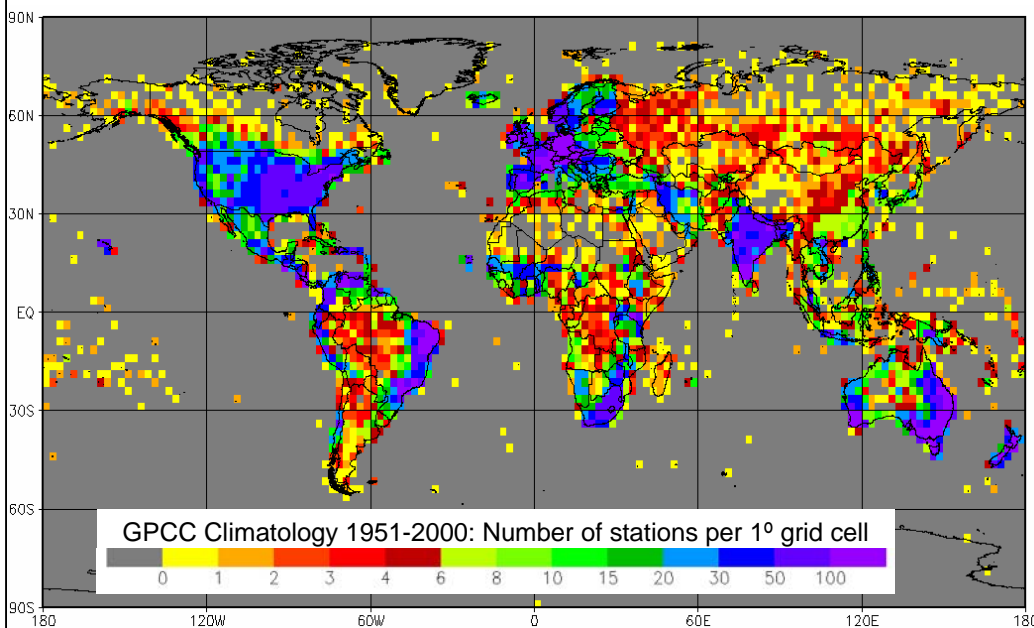 90N
60N
30N
EQ
30S
60S
90S
GPCC Climatology 1951-2000: Number of stations per 1º grid cell
0 1 2 3 4 6 8 10 15 20 30 50 100
180 120W 60W 0 60E 120E 180